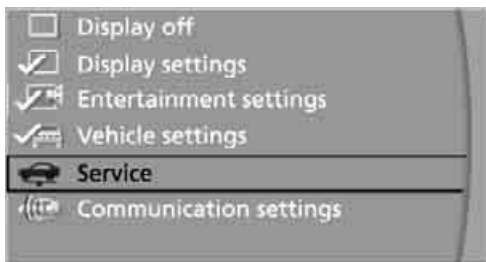 Display off
Display settings
Entertainment settings
Vehicle settings
Service
Communication settings